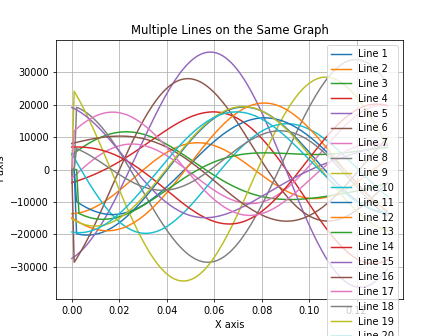 Multiple Lines on the Same Graph
30000
20000
10000
0
−10000
−20000
−30000
0.00
0.02
0.04
0.06
0.08
0.10
X axis
Line 1
Line 2
Line 3
Line 4
Line 5
Line 6
Line 7
Line 8
Line 9
Line 10
Line 11
Line 12
Line 13
Line 14
Line 15
Line 16
Line 17
Line 18
Line 19
Line 20